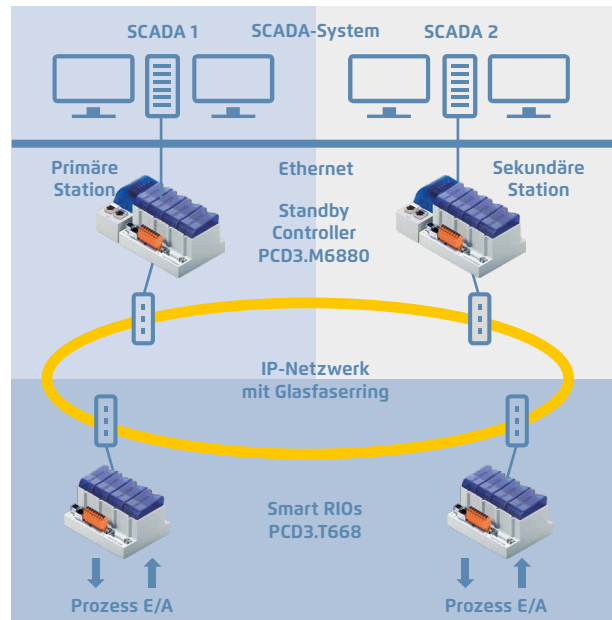 SCADA 1
SCADA-System
SCADA 2
Primäre
Station
Ethernet
Sekundäre
Station
Standby
Controller
PCD3.M6880
IP-Netzwerk
mit Glasfaserring
Smart RIOs
PCD3.T668
Prozess E/A
Prozess E/A